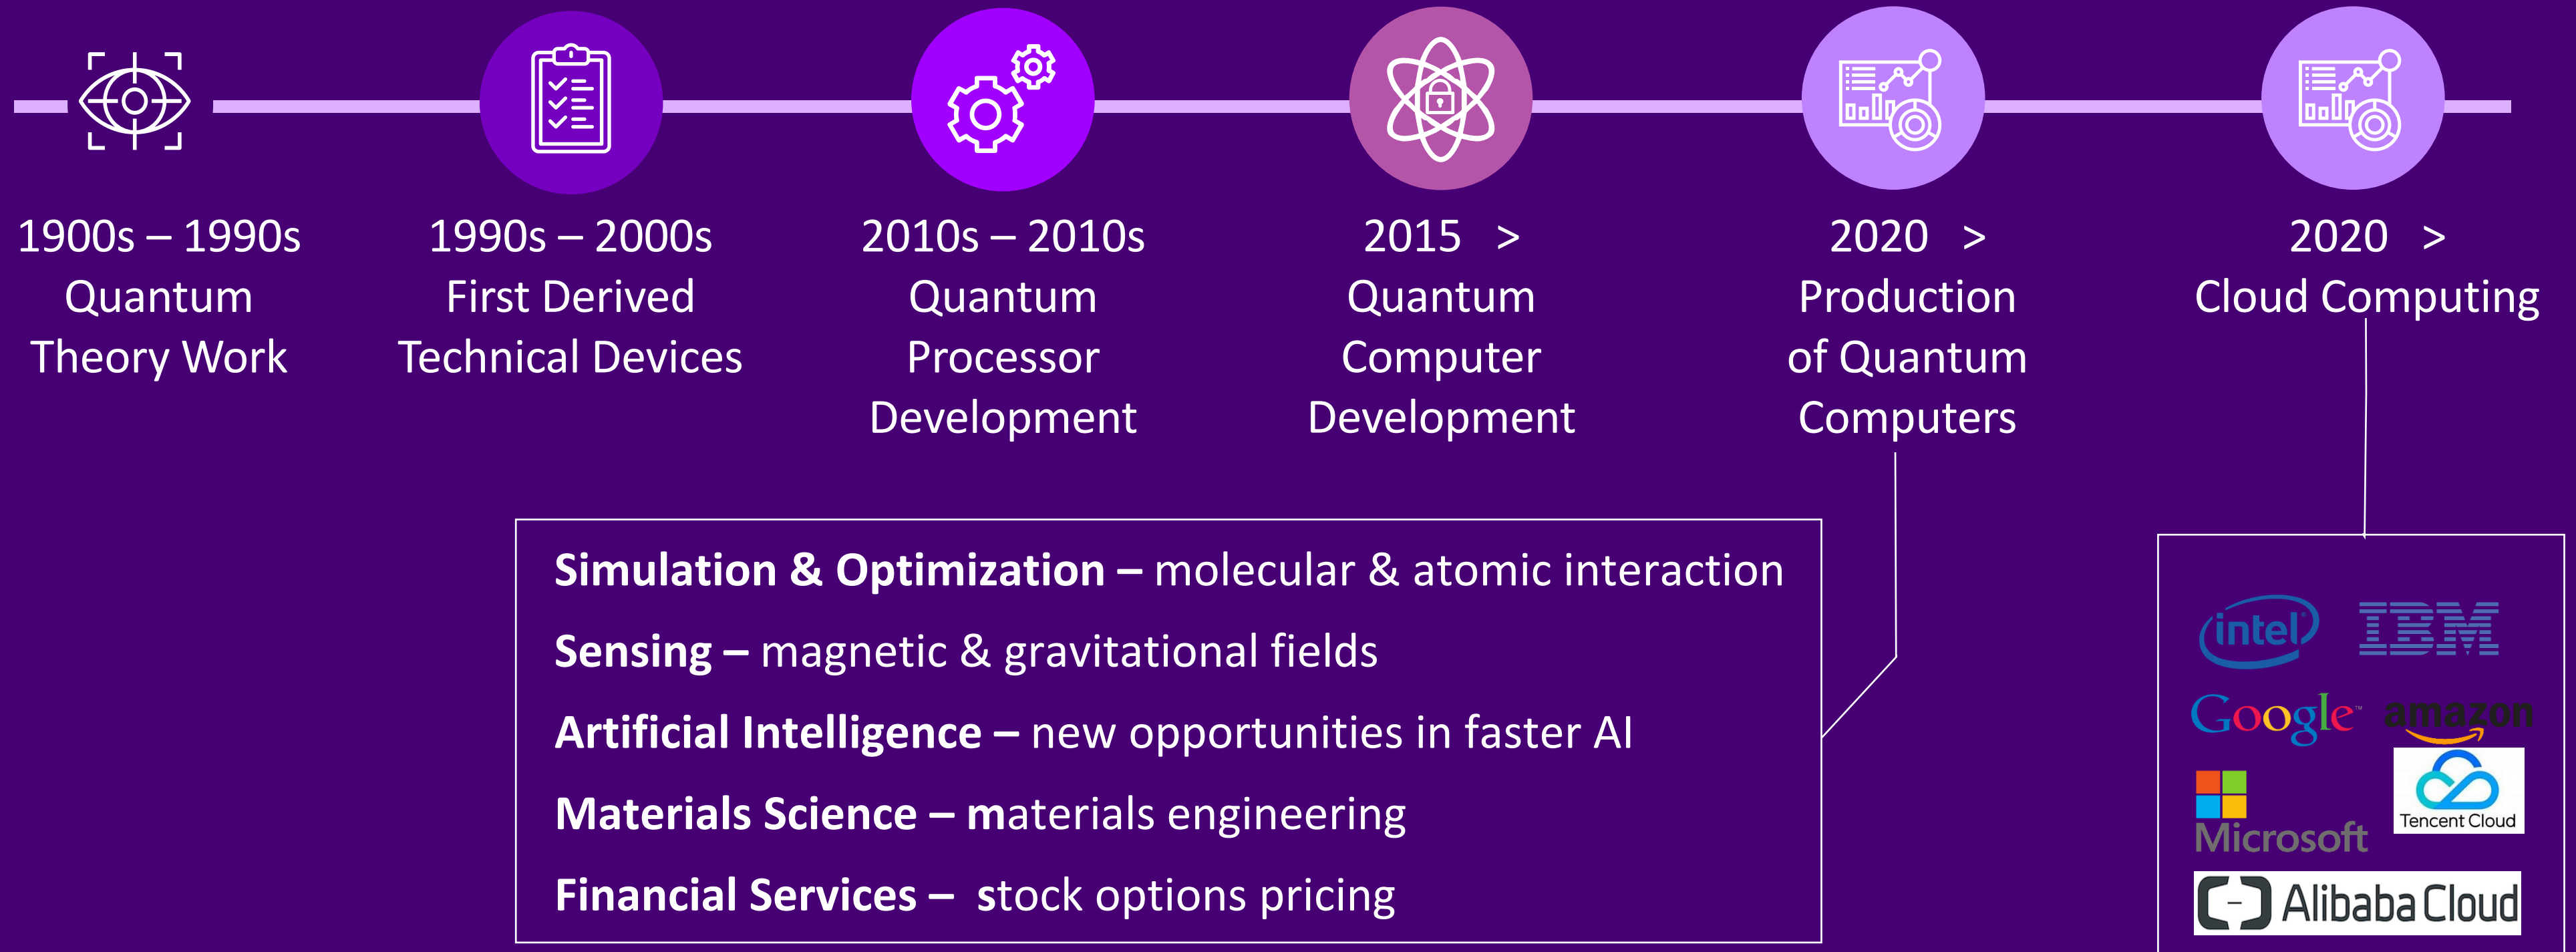 1900s – 1990s
Quantum
Theory Work
1990s – 2000s
First Derived
Technical Devices
2010s – 2010s
Quantum
Processor
Development
2015 >
Quantum
Computer
Development
2020 >
Production
of Quantum
Computers
2020 >
Cloud Computing
Simulation & Optimization – molecular & atomic interaction
Sensing – magnetic & gravitational fields
Artificial Intelligence – new opportunities in faster AI
Materials Science – materials engineering
Financial Services – stock options pricing
intel
IBM
Google™
amazon
Microsoft
Tencent Cloud
Alibaba Cloud